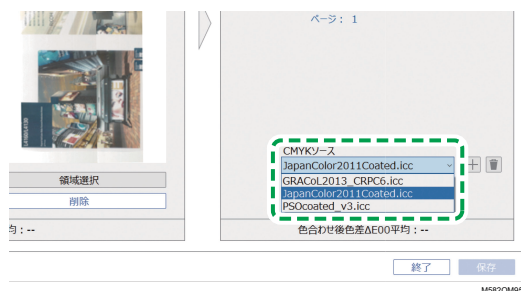 ページ： 1
CMYKソース
JapanColor2011Coated.icc
GRACoL2013_CRPC6.icc
JapanColor2011Coated.icc
PSOcoated_v3.icc
領域選択
削除
均：--
色合わせ後色差ΔE00平均：--
終了
保存